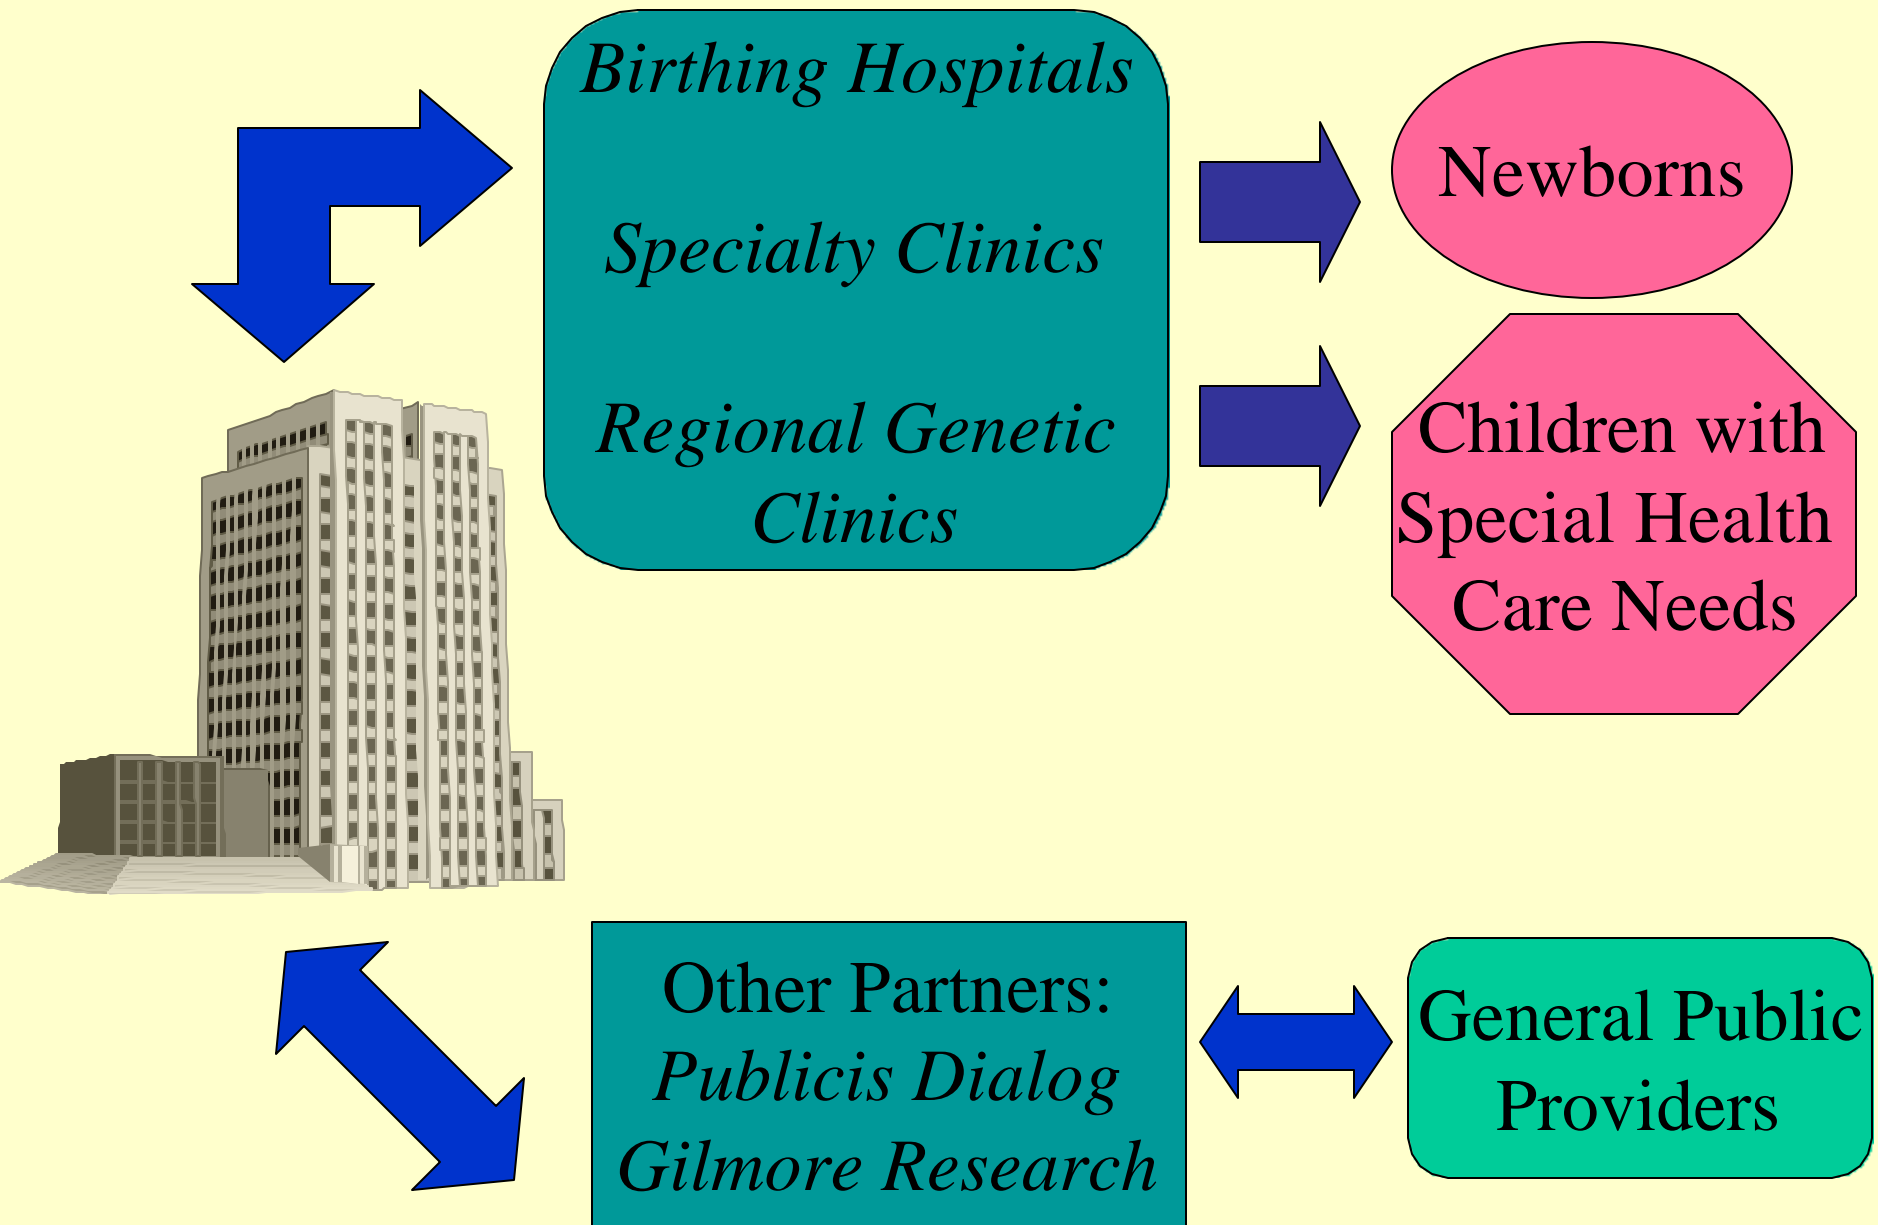 Birthing Hospitals
Specialty Clinics
Regional Genetic
Clinics
Newborns
Children with
Special Health
Care Needs
Other Partners:
Publicis Dialog
Gilmore Research
General Public
Providers